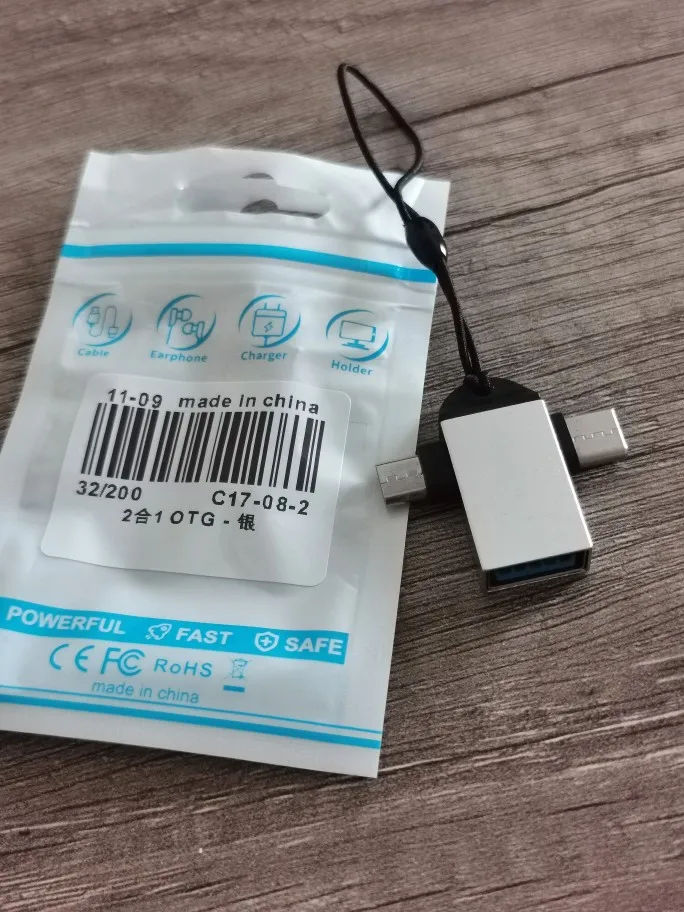 Cable Earphone Charger Holder
11-09 made in china
32/200 C17-08-2
2合1 OTG - 银
POWERFUL FAST SAFE
CE FC RoHS
made in china